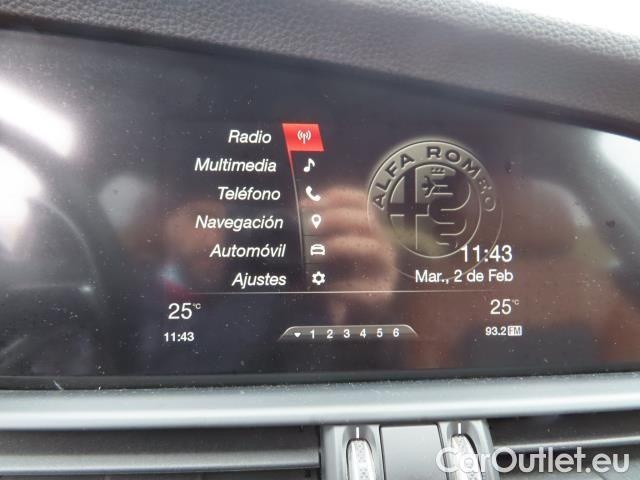 Radio
Multimedia
Teléfono
Navegación
Automóvil
Ajustes
ALFA ROMEO
11:43
Mar., 2 de Feb
25°C
11:43
1 2 3 4 5 6
25°C
93.2 FM
CarOutlet.eu